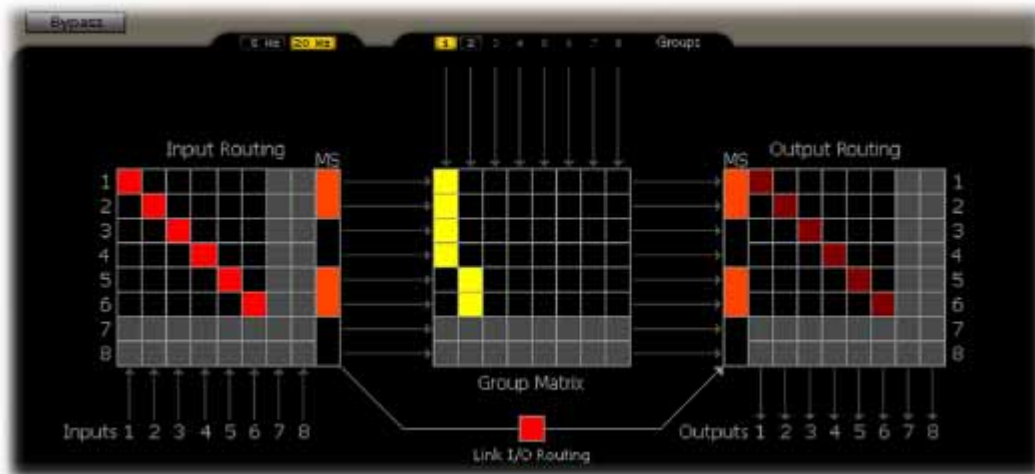 Bypass
5 Hz 20 Hz 1 2 3 4 5 6 7 8 Groups
Input Routing MS MS Output Routing
1 1
2 2
3 3
4 4
5 5
6 6
7 7
8 8
Group Matrix
Inputs 1 2 3 4 5 6 7 8 Outputs 1 2 3 4 5 6 7 8
Link I/O Routing